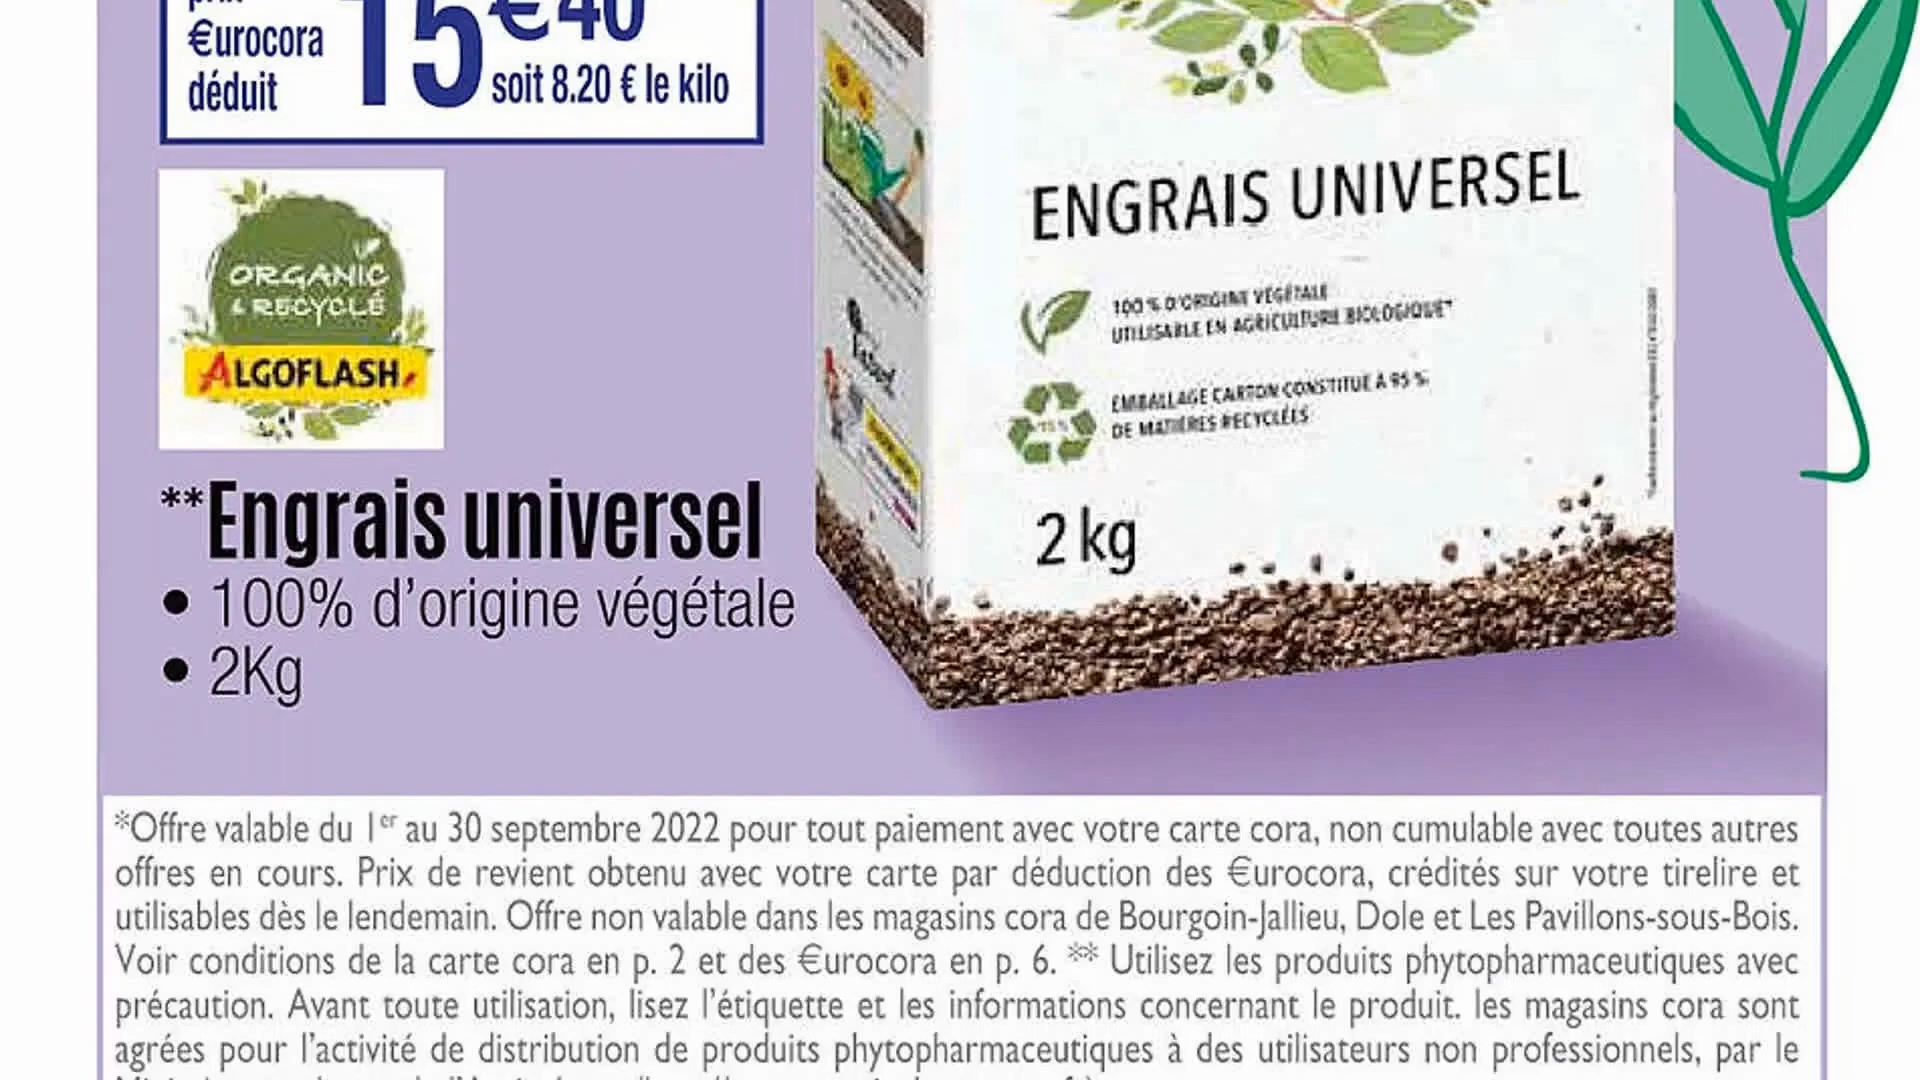 €urocora
déduit
15€40
soit 8.20 € le kilo
ORGANIC
& RECYCLÉ
ALGOFLASH
**Engrais universel
• 100% d’origine végétale
• 2Kg
ENGRAIS UNIVERSEL
100 % D'ORIGINE VÉGÉTALE
UTILISABLE EN AGRICULTURE BIOLOGIQUE*
EMBALLAGE CARTON CONSTITUÉ A 95 %
DE MATIÈRES RECYCLÉES
2 kg
*Offre valable du 1er au 30 septembre 2022 pour tout paiement avec votre carte cora, non cumulable avec toutes autres
offres en cours. Prix de revient obtenu avec votre carte par déduction des €urocora, crédités sur votre tirelire et
utilisables dès le lendemain. Offre non valable dans les magasins cora de Bourgoin-Jallieu, Dole et Les Pavillons-sous-Bois.
Voir conditions de la carte cora en p. 2 et des €urocora en p. 6. ** Utilisez les produits phytopharmaceutiques avec
précaution. Avant toute utilisation, lisez l’étiquette et les informations concernant le produit. les magasins cora sont
agrées pour l’activité de distribution de produits phytopharmaceutiques à des utilisateurs non professionnels, par le